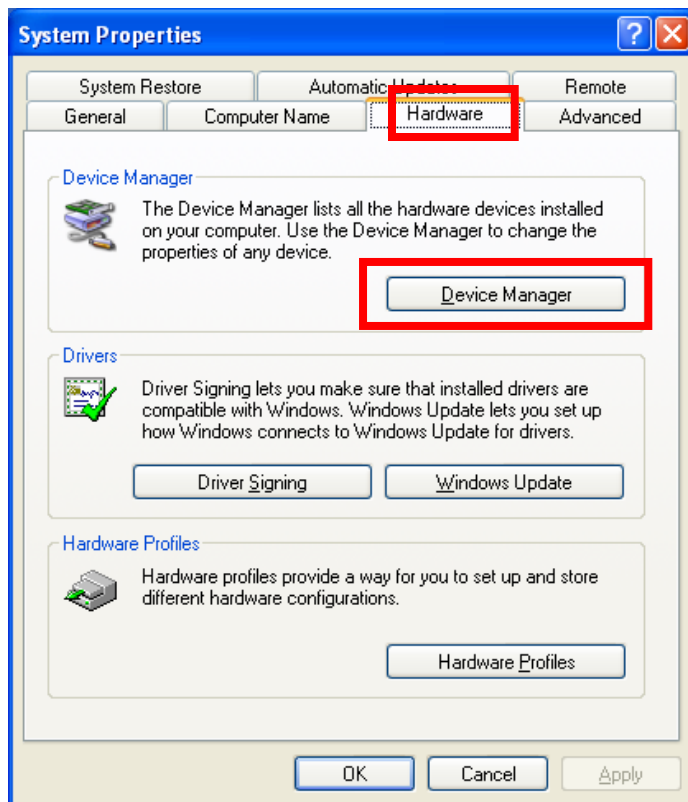 System Properties
System Restore
Automatic Updates
Remote
General
Computer Name
Hardware
Advanced
Device Manager
The Device Manager lists all the hardware devices installed
on your computer. Use the Device Manager to change the
properties of any device.
Device Manager
Drivers
Driver Signing lets you make sure that installed drivers are
compatible with Windows. Windows Update lets you set up
how Windows connects to Windows Update for drivers.
Driver Signing
Windows Update
Hardware Profiles
Hardware profiles provide a way for you to set up and store
different hardware configurations.
Hardware Profiles
OK
Cancel
Apply